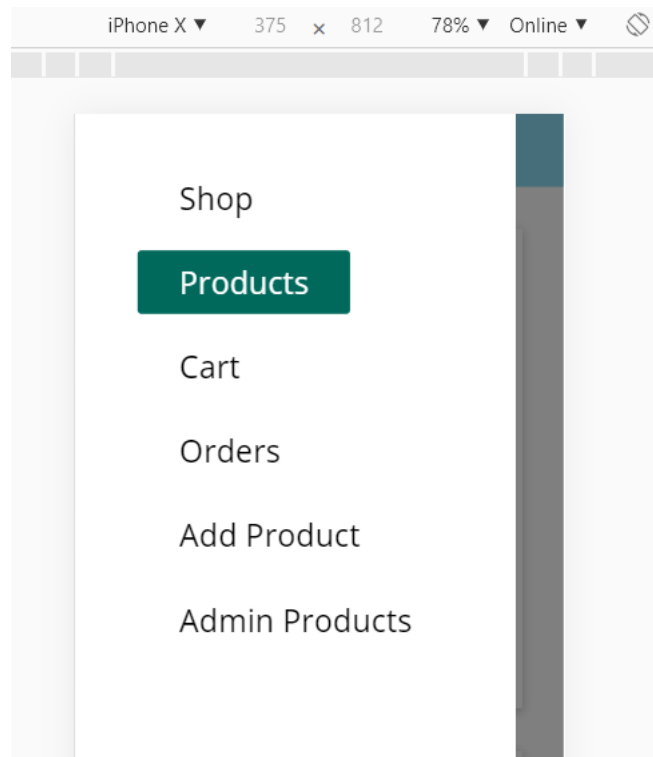 iPhone X ▼ 375 × 812 78% ▼ Online ▼
Shop
Products
Cart
Orders
Add Product
Admin Products